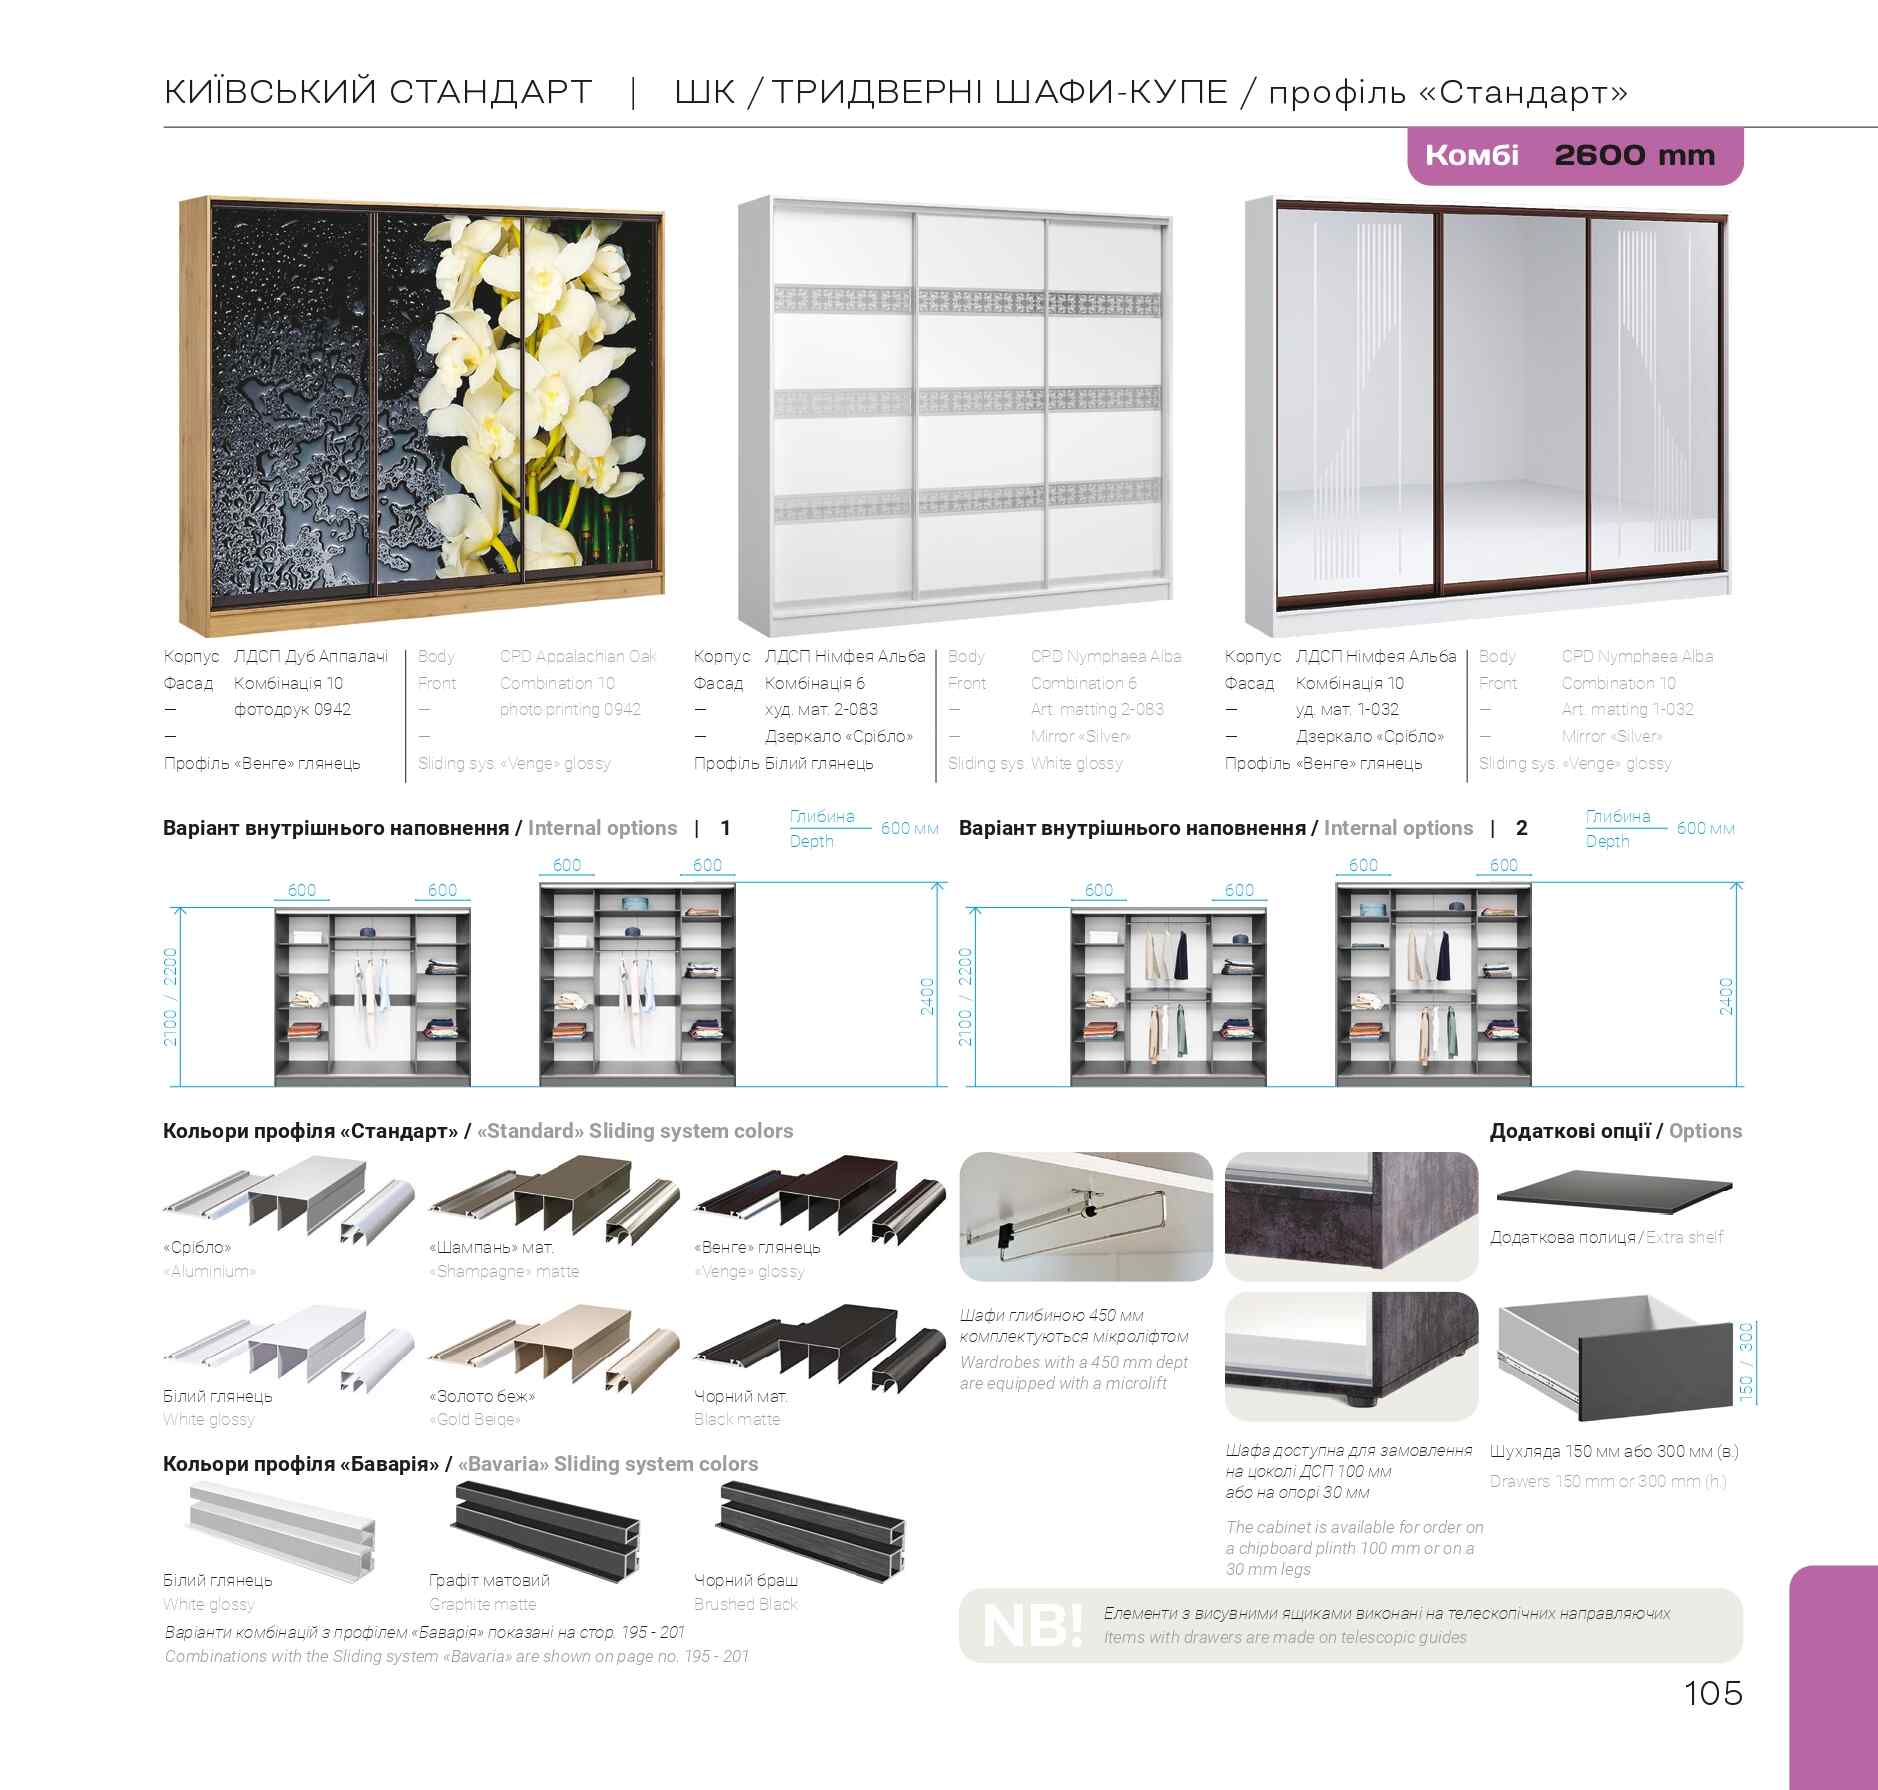 КИЇВСЬКИЙ СТАНДАРТ | ШК / ТРИДВЕРНІ ШАФИ-КУПЕ / профіль «Стандарт»
Комбі 2600 mm
Корпус ЛДСП Дуб Аппалачі
Фасад Комбінація 10
— фотодрук 0942
—
Профіль «Венге» глянець
Body CPD Appalachian Oak
Front Combination 10
— photo printing 0942
—
Sliding sys. «Venge» glossy
Корпус ЛДСП Німфея Альба
Фасад Комбінація 6
— худ. мат. 2-083
— Дзеркало «Срібло»
Профіль Білий глянець
Body CPD Nymphaea Alba
Front Combination 6
— Art. matting 2-083
— Mirror «Silver»
Sliding sys. White glossy
Корпус ЛДСП Німфея Альба
Фасад Комбінація 10
— уд. мат. 1-032
— Дзеркало «Срібло»
Профіль «Венге» глянець
Body CPD Nymphaea Alba
Front Combination 10
— Art. matting 1-032
— Mirror «Silver»
Sliding sys. «Venge» glossy
Варіант внутрішнього наповнення / Internal options | 1
Глибина
Depth
600 мм
600 600
600 600
2100 / 2200
2400
Варіант внутрішнього наповнення / Internal options | 2
Глибина
Depth
600 мм
600 600
600 600
2100 / 2200
2400
Кольори профіля «Стандарт» / «Standard» Sliding system colors
«Срібло»
«Aluminium»
«Шампань» мат.
«Shampagne» matte
«Венге» глянець
«Venge» glossy
Білий глянець
White glossy
«Золото беж»
«Gold Beige»
Чорний мат.
Black matte
Кольори профіля «Баварія» / «Bavaria» Sliding system colors
Білий глянець
White glossy
Графіт матовий
Graphite matte
Чорний браш
Brushed Black
Варіанти комбінацій з профілем «Баварія» показані на стор. 195 - 201
Combinations with the Sliding system «Bavaria» are shown on page no. 195 - 201
Шафи глибиною 450 мм
комплектуються мікроліфтом
Wardrobes with a 450 mm dept
are equipped with a microlift
Шафа доступна для замовлення
на цоколі ДСП 100 мм
або на опорі 30 мм
The cabinet is available for order on
a chipboard plinth 100 mm or on a
30 mm legs
Додаткові опції / Options
Додаткова полиця / Extra shelf
150 / 300
Шухляда 150 мм або 300 мм (в.)
Drawers 150 mm or 300 mm (h.)
NB!
Елементи з висувними ящиками виконані на телескопічних направляючих
Items with drawers are made on telescopic guides
105